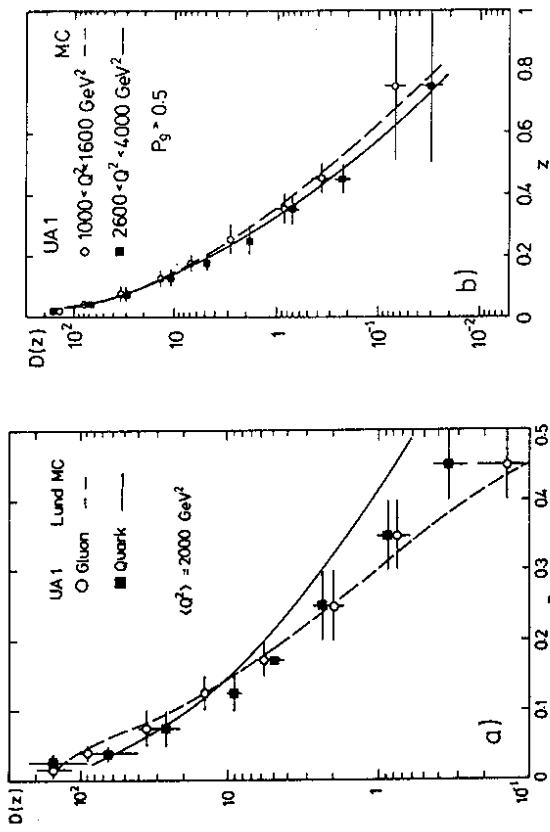 D(z)
10²
10
1
10⁻¹
UA1 Lund MC
Gluon
Quark
⟨Q²⟩ = 2000 GeV²
a)
0
0.1
0.2
0.3
0.4
0.5
D(z)
10²
10
1
10⁻¹
10⁻²
UA1 MC
1000 < Q² < 1600 GeV²
2600 < Q² < 4000 GeV²
P_g > 0.5
b)
0
0.2
0.4
0.6
0.8
1
z